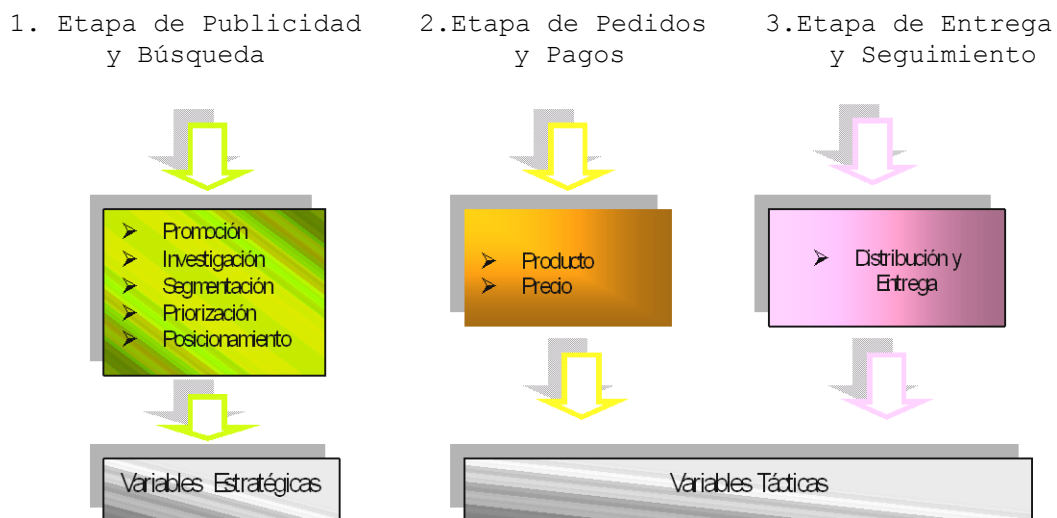 1. Etapa de Publicidad
y Búsqueda
2.Etapa de Pedidos
y Pagos
3.Etapa de Entrega
y Seguimiento
➢ Promoción
➢ Investigación
➢ Segmentación
➢ Priorización
➢ Posicionamiento
➢ Producto
➢ Precio
➢ Distribución y
Entrega
Variables Estratégicas
Variables Tácticas